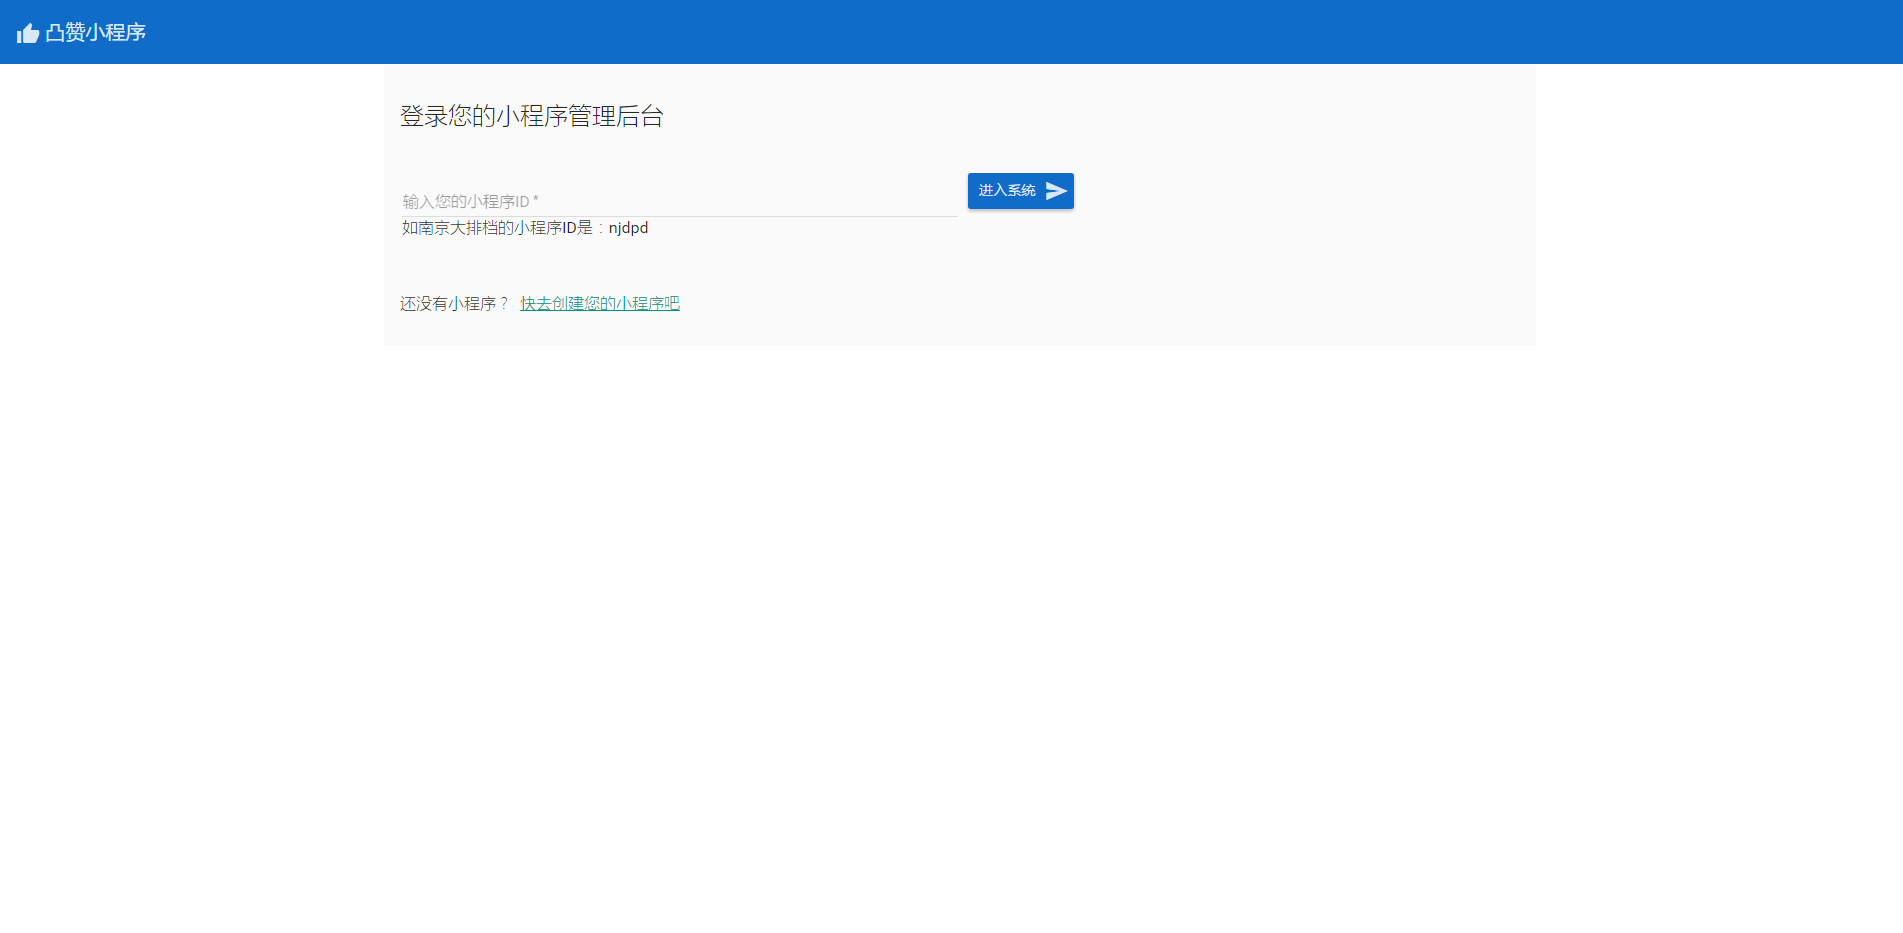 凸赞小程序
登录您的小程序管理后台
输入您的小程序ID *
进入系统
如南京大排档的小程序ID是：njdpd
还没有小程序？ 快去创建您的小程序吧